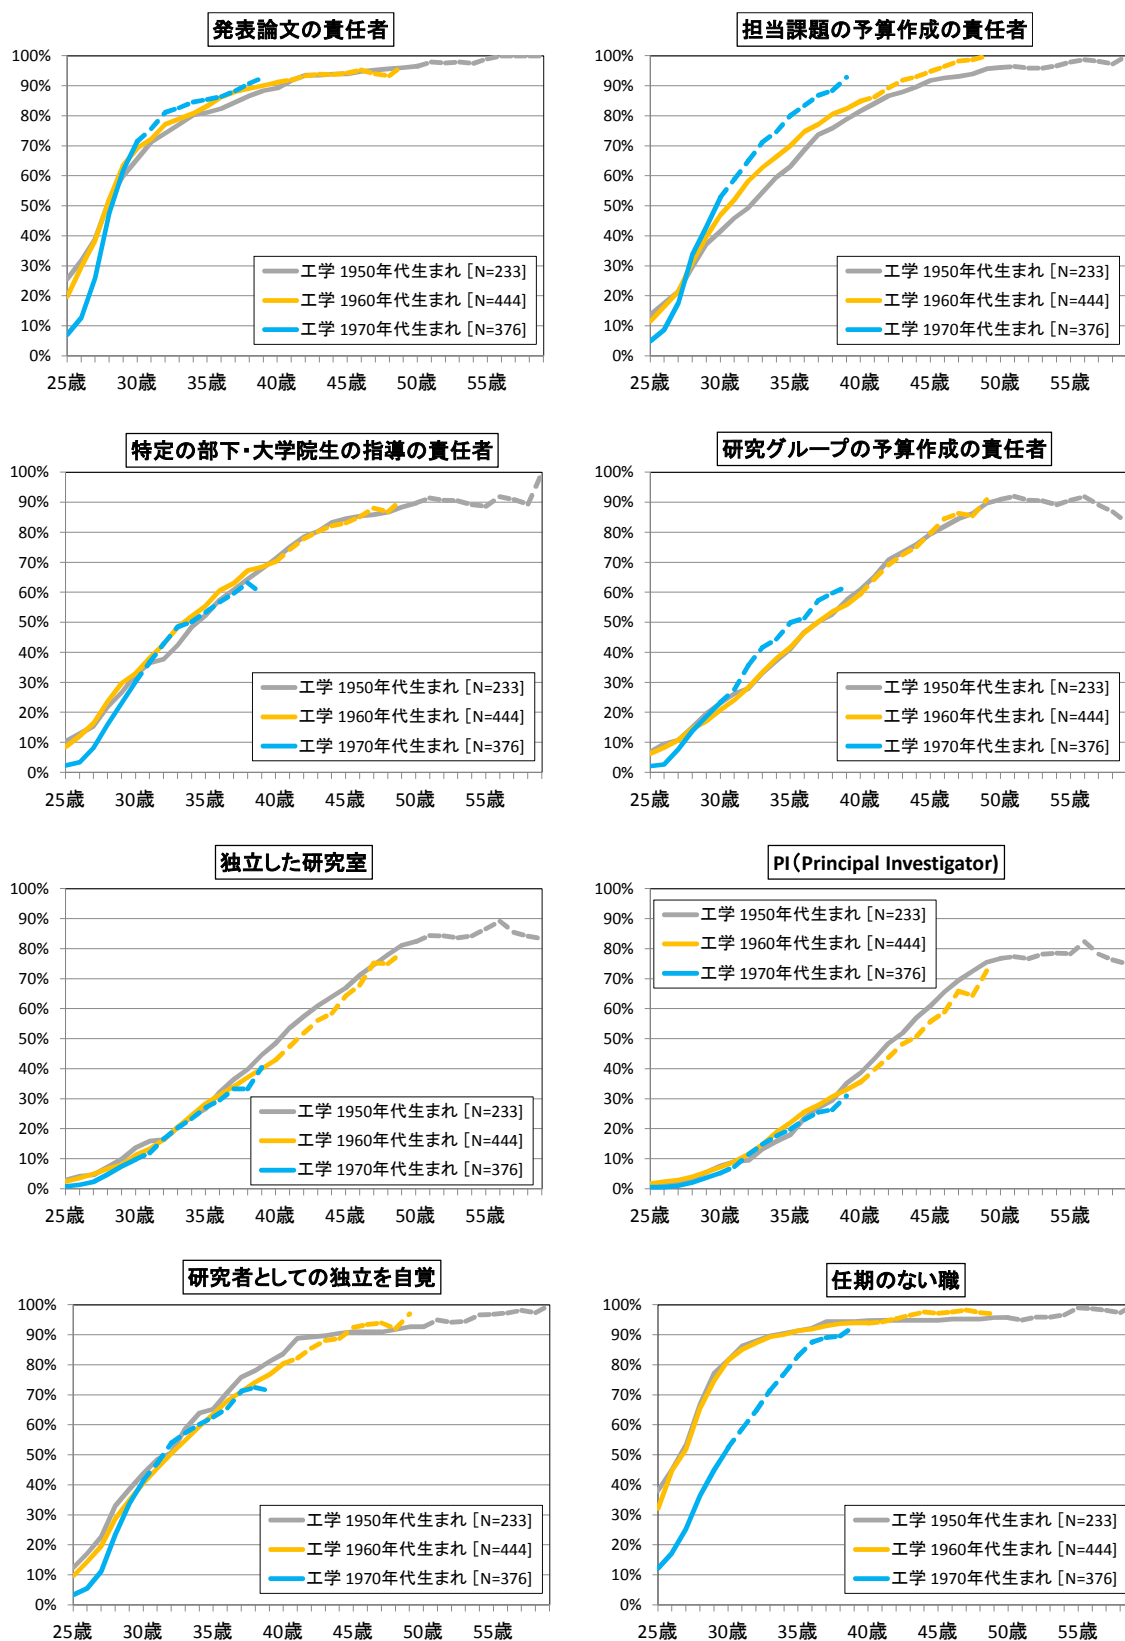 発表論文の責任者
100%
90%
80%
70%
60%
50%
40%
30%
20%
10%
0%
25歳 30歳 35歳 40歳 45歳 50歳 55歳
工学 1950年代生まれ [N=233]
工学 1960年代生まれ [N=444]
工学 1970年代生まれ [N=376]
担当課題の予算作成の責任者
100%
90%
80%
70%
60%
50%
40%
30%
20%
10%
0%
25歳 30歳 35歳 40歳 45歳 50歳 55歳
工学 1950年代生まれ [N=233]
工学 1960年代生まれ [N=444]
工学 1970年代生まれ [N=376]
特定の部下・大学院生の指導の責任者
100%
90%
80%
70%
60%
50%
40%
30%
20%
10%
0%
25歳 30歳 35歳 40歳 45歳 50歳 55歳
工学 1950年代生まれ [N=233]
工学 1960年代生まれ [N=444]
工学 1970年代生まれ [N=376]
研究グループの予算作成の責任者
100%
90%
80%
70%
60%
50%
40%
30%
20%
10%
0%
25歳 30歳 35歳 40歳 45歳 50歳 55歳
工学 1950年代生まれ [N=233]
工学 1960年代生まれ [N=444]
工学 1970年代生まれ [N=376]
独立した研究室
100%
90%
80%
70%
60%
50%
40%
30%
20%
10%
0%
25歳 30歳 35歳 40歳 45歳 50歳 55歳
工学 1950年代生まれ [N=233]
工学 1960年代生まれ [N=444]
工学 1970年代生まれ [N=376]
PI(Principal Investigator)
100%
90%
80%
70%
60%
50%
40%
30%
20%
10%
0%
25歳 30歳 35歳 40歳 45歳 50歳 55歳
工学 1950年代生まれ [N=233]
工学 1960年代生まれ [N=444]
工学 1970年代生まれ [N=376]
研究者としての独立を自覚
100%
90%
80%
70%
60%
50%
40%
30%
20%
10%
0%
25歳 30歳 35歳 40歳 45歳 50歳 55歳
工学 1950年代生まれ [N=233]
工学 1960年代生まれ [N=444]
工学 1970年代生まれ [N=376]
任期のない職
100%
90%
80%
70%
60%
50%
40%
30%
20%
10%
0%
25歳 30歳 35歳 40歳 45歳 50歳 55歳
工学 1950年代生まれ [N=233]
工学 1960年代生まれ [N=444]
工学 1970年代生まれ [N=376]